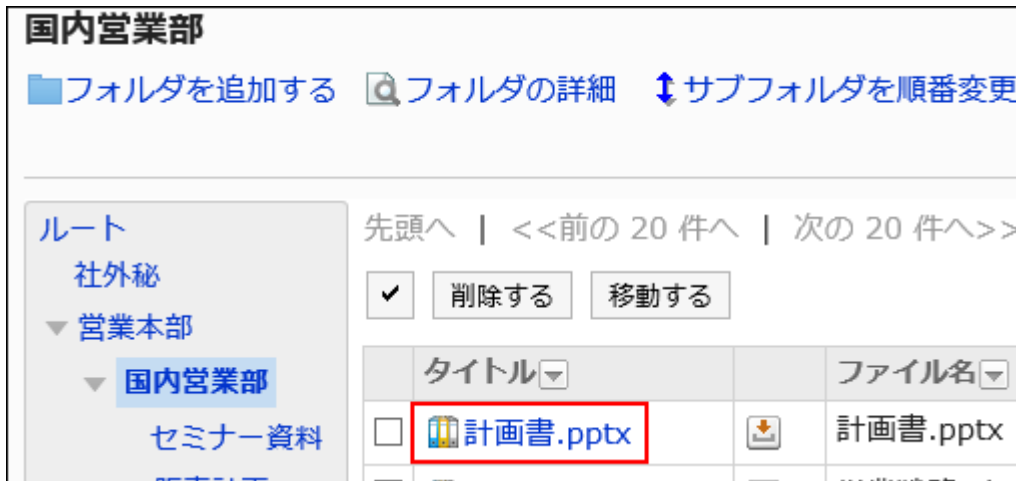 国内営業部
フォルダを追加する フォルダの詳細 サブフォルダを順番変更
ルート
社外秘
営業本部
国内営業部
セミナー資料
先頭へ | <<前の 20 件へ | 次の 20 件へ>>
削除する 移動する
タイトル ファイル名
計画書.pptx 計画書.pptx